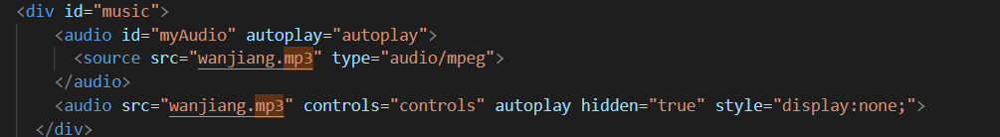 <div id="music">
<audio id="myAudio" autoplay="autoplay">
<source src="wanjiang.mp3" type="audio/mpeg">
</audio>
<audio src="wanjiang.mp3" controls="controls" autoplay hidden="true" style="display:none;">
</div>